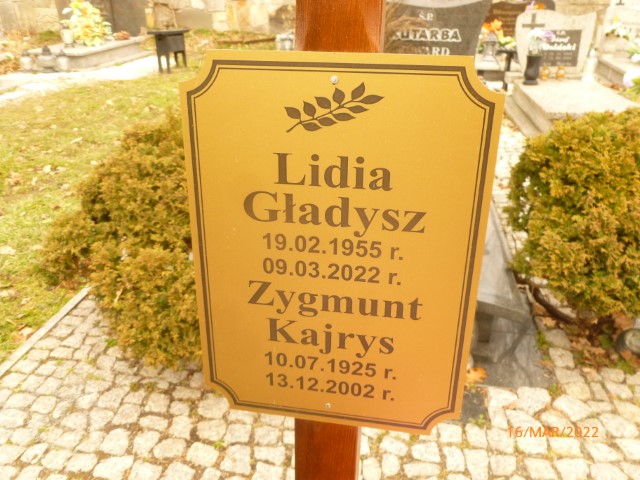 Ś.P.
KUTARBA
Lidia
Gładysz
19.02.1955 r.
09.03.2022 r.
Zygmunt
Kajrys
10.07.1925 r.
13.12.2002 r.
16/MAR/2022